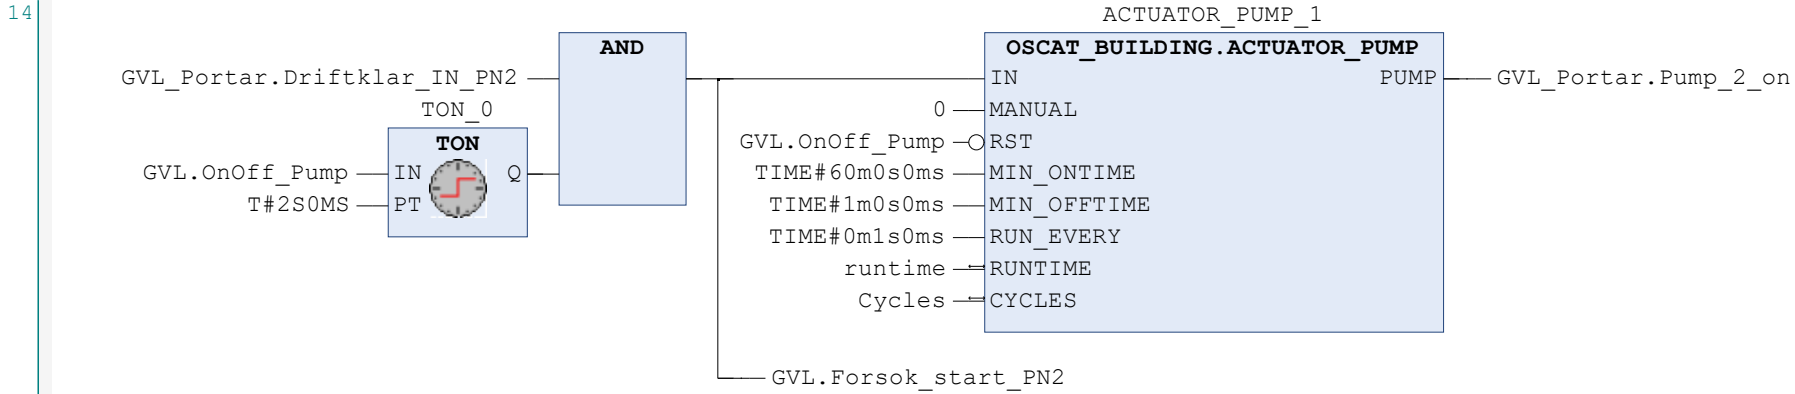 14
ACTUATOR_PUMP_1
AND
OSCAT_BUILDING.ACTUATOR_PUMP
GVL_Portar.Driftklar_IN_PN2
IN
PUMP
GVL_Portar.Pump_2_on
TON_0
0
MANUAL
TON
GVL.OnOff_Pump
RST
GVL.OnOff_Pump
IN
Q
TIME#60m0s0ms
MIN_ONTIME
T#2S0MS
PT
TIME#1m0s0ms
MIN_OFFTIME
TIME#0m1s0ms
RUN_EVERY
runtime
RUNTIME
Cycles
CYCLES
GVL.Forsok_start_PN2